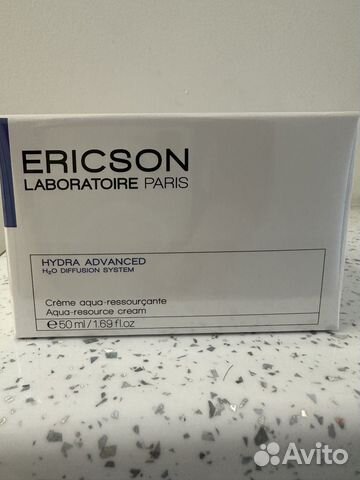 ERICSON
LABORATOIRE PARIS
HYDRA ADVANCED
H₂O DIFFUSION SYSTEM
Crème aqua-ressourçante
Aqua-resource cream
℮50 ml / 1.69 fl.oz
Avito